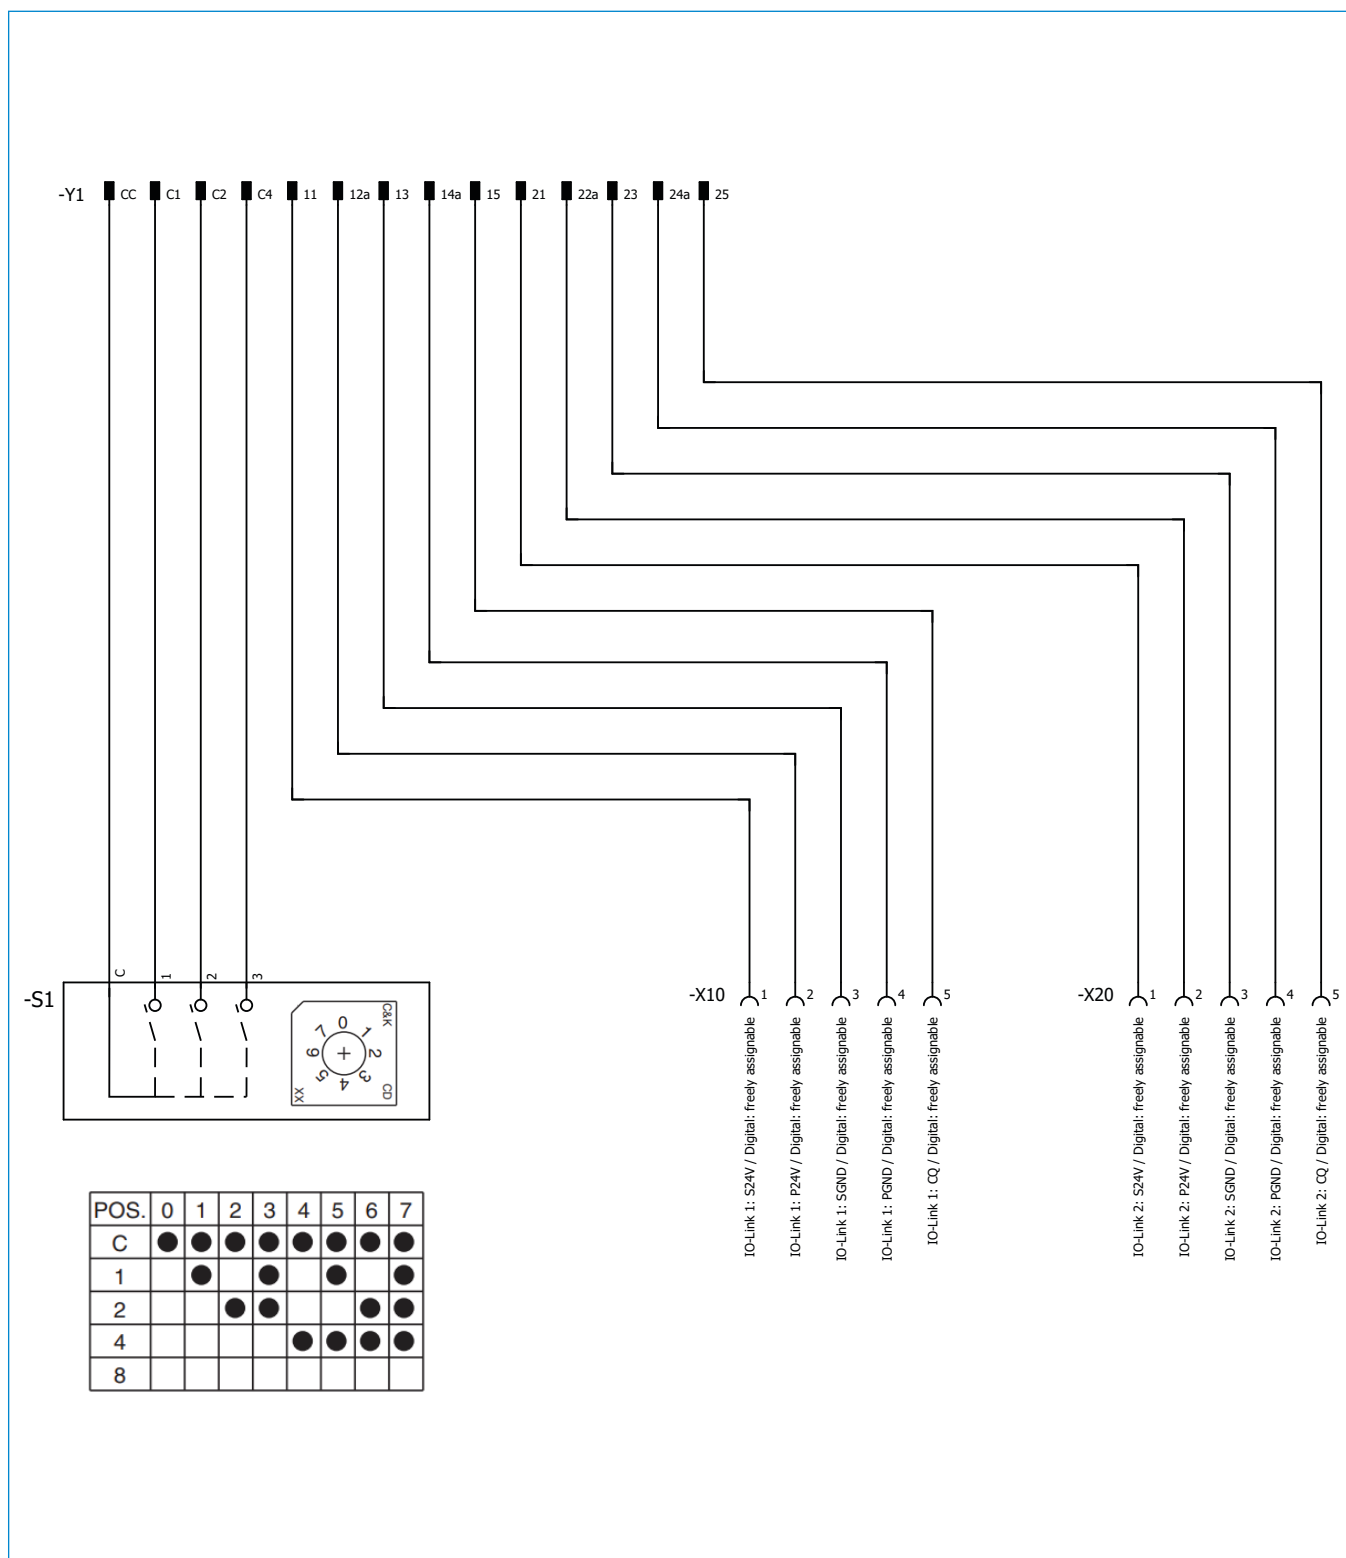 -Y1 CC C1 C2 C4 11 12a 13 14a 15 21 22a 23 24a 25
C 1 2 3
-S1
0 1 2 3 4 5 6 7
C&K
CD
XX
-X10 1 2 3 4 5
IO-Link 1: S24V / Digital: freely assignable
IO-Link 1: P24V / Digital: freely assignable
IO-Link 1: SGND / Digital: freely assignable
IO-Link 1: PGND / Digital: freely assignable
IO-Link 1: CQ / Digital: freely assignable
-X20 1 2 3 4 5
IO-Link 2: S24V / Digital: freely assignable
IO-Link 2: P24V / Digital: freely assignable
IO-Link 2: SGND / Digital: freely assignable
IO-Link 2: PGND / Digital: freely assignable
IO-Link 2: CQ / Digital: freely assignable
POS. 0 1 2 3 4 5 6 7
C
1
2
4
8